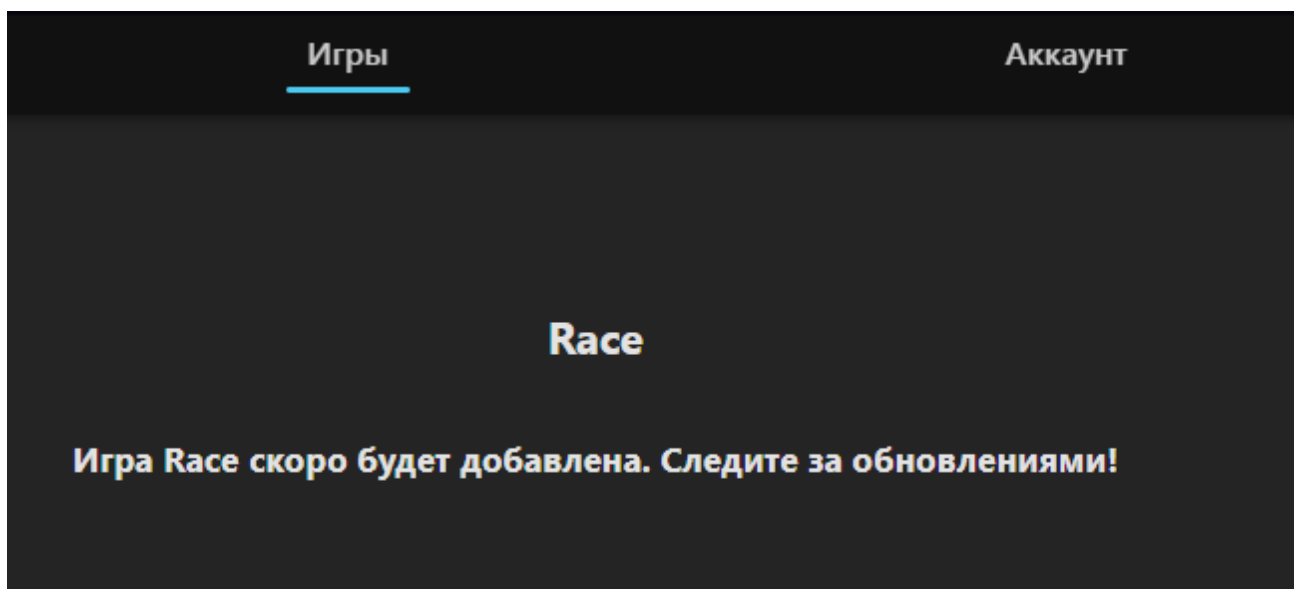 Игры
Аккаунт
Race
Игра Race скоро будет добавлена. Следите за обновлениями!